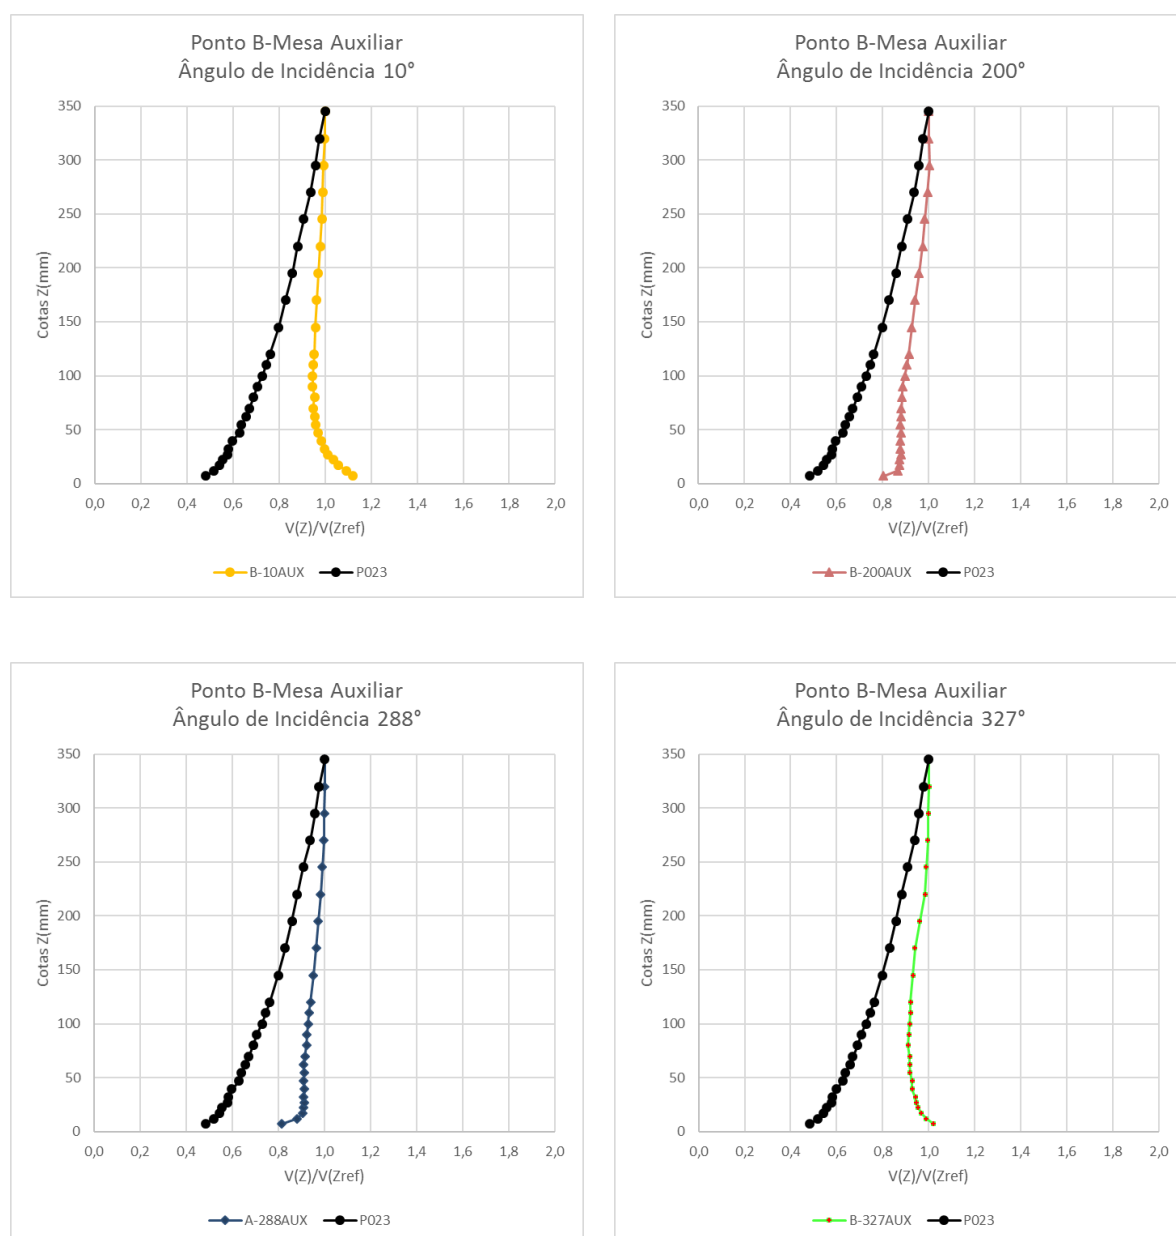 Ponto B-Mesa Auxiliar
Ângulo de Incidência 10°
350
300
250
200
150
100
50
0
Cotas Z(mm)
0,0 0,2 0,4 0,6 0,8 1,0 1,2 1,4 1,6 1,8 2,0
V(Z)/V(Zref)
B-10AUX P023
Ponto B-Mesa Auxiliar
Ângulo de Incidência 200°
350
300
250
200
150
100
50
0
Cotas Z(mm)
0,0 0,2 0,4 0,6 0,8 1,0 1,2 1,4 1,6 1,8 2,0
V(Z)/V(Zref)
B-200AUX P023
Ponto B-Mesa Auxiliar
Ângulo de Incidência 288°
350
300
250
200
150
100
50
0
Cotas Z(mm)
0,0 0,2 0,4 0,6 0,8 1,0 1,2 1,4 1,6 1,8 2,0
V(Z)/V(Zref)
A-288AUX P023
Ponto B-Mesa Auxiliar
Ângulo de Incidência 327°
350
300
250
200
150
100
50
0
Cotas Z(mm)
0,0 0,2 0,4 0,6 0,8 1,0 1,2 1,4 1,6 1,8 2,0
V(Z)/V(Zref)
B-327AUX P023